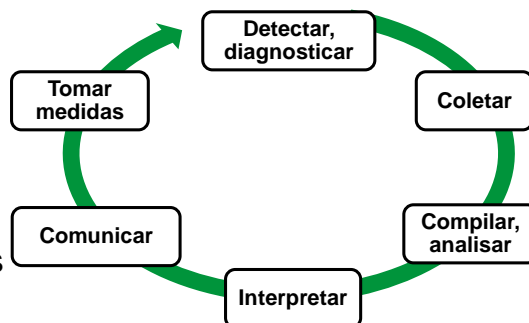 Detectar,
diagnosticar
Coletar
Compilar,
analisar
Interpretar
Comunicar
Tomar
medidas
s